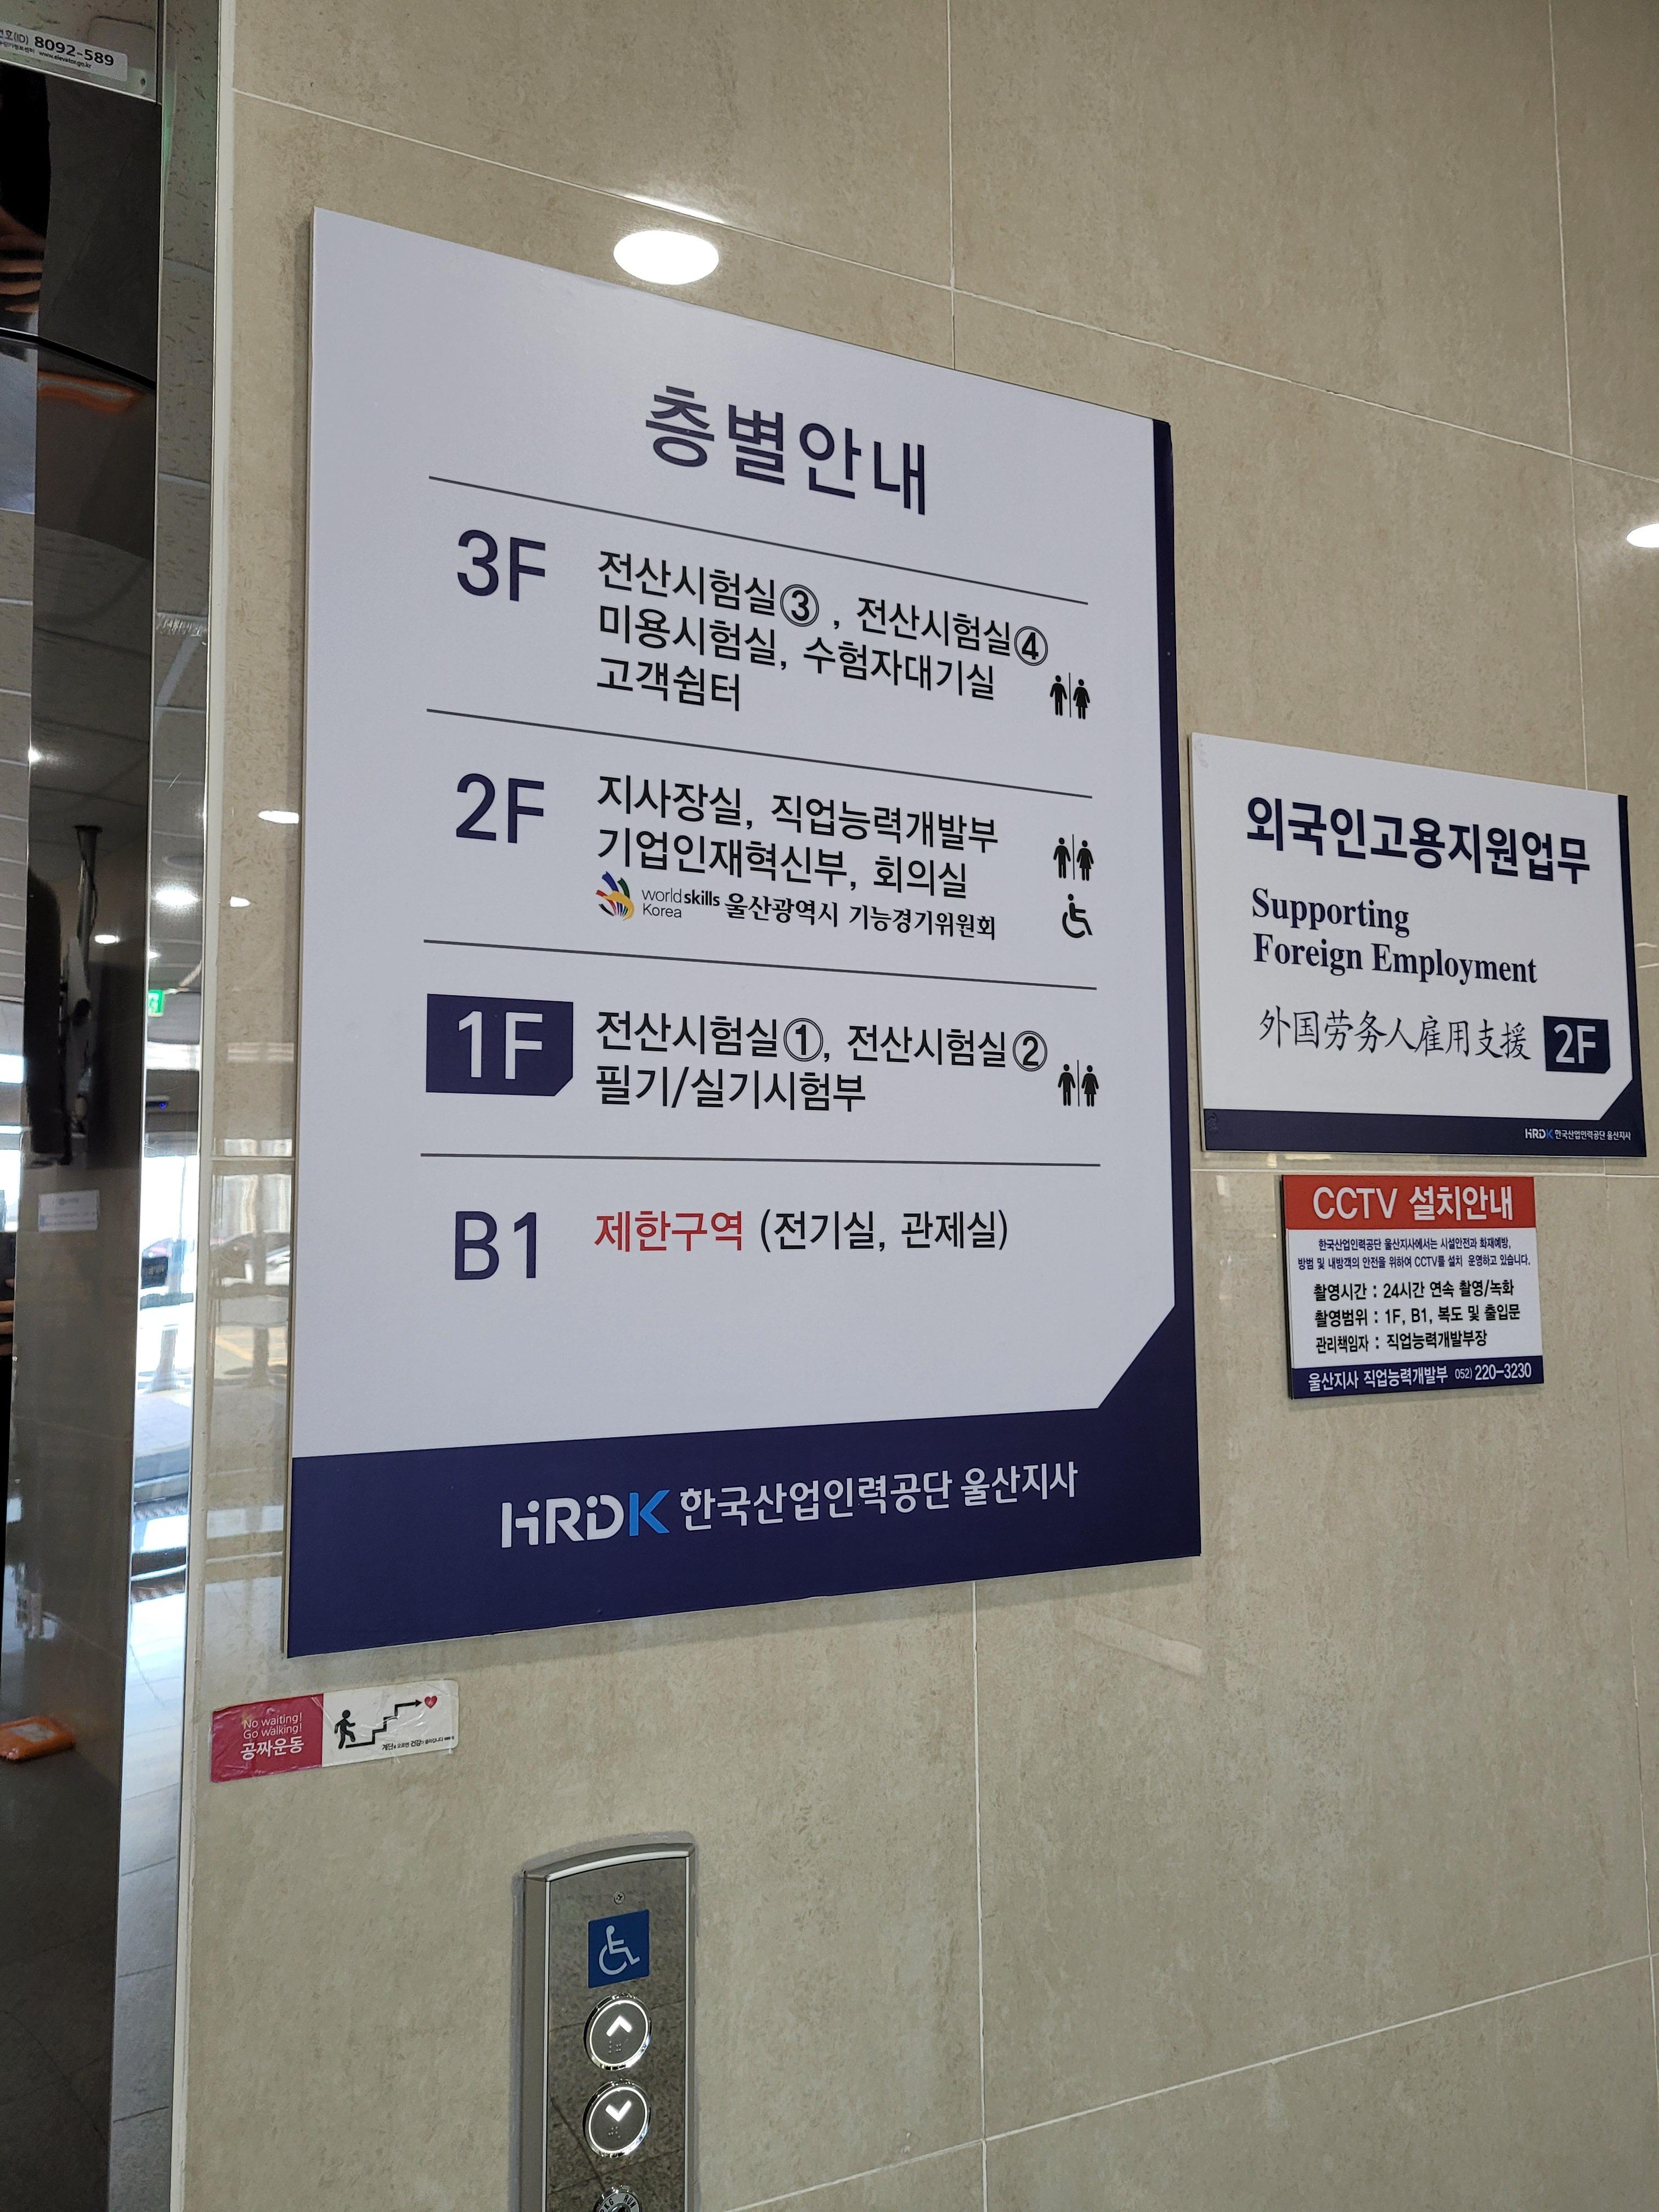 8092-589
www.elevator.go.kr
층별안내
3F
전산시험실③ , 전산시험실④
미용시험실, 수험자대기실
고객쉼터
2F
지사장실, 직업능력개발부
기업인재혁신부, 회의실
worldskills
Korea
울산광역시 기능경기위원회
1F
전산시험실①, 전산시험실②
필기/실기시험부
B1
제한구역 (전기실, 관제실)
HRDK 한국산업인력공단 울산지사
외국인고용지원업무
Supporting
Foreign Employment
外国劳务人雇用支援 2F
HRDK 한국산업인력공단 울산지사
CCTV 설치안내
한국산업인력공단 울산지사에서는 시설안전과 화재예방,
방범 및 내방객의 안전을 위하여 CCTV를 설치 운영하고 있습니다.
촬영시간 : 24시간 연속 촬영/녹화
촬영범위 : 1F, B1, 복도 및 출입문
관리책임자 : 직업능력개발부장
울산지사 직업능력개발부 052) 220-3230
No waiting!
Go walking!
공짜운동